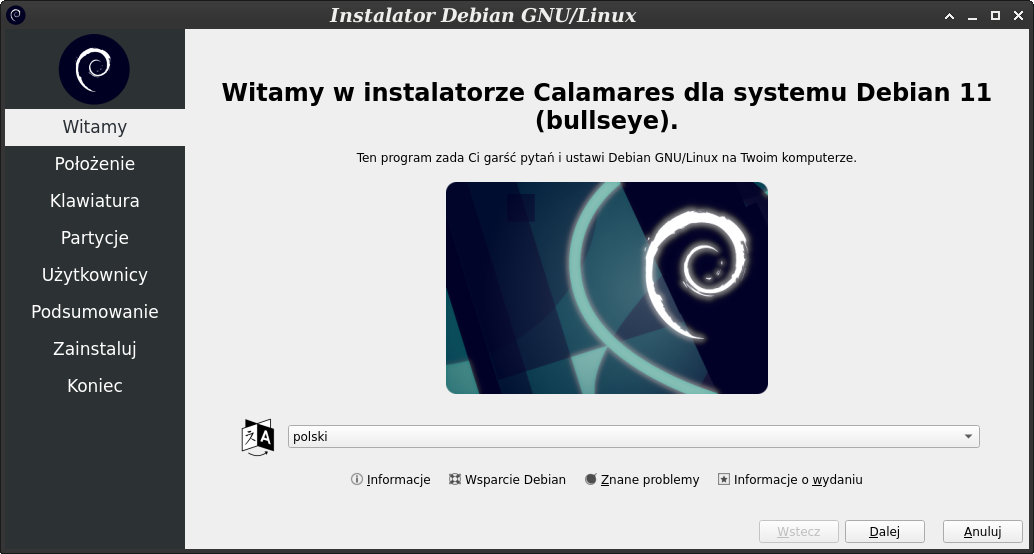 Instalator Debian GNU/Linux
Witamy
Położenie
Klawiatura
Partycje
Użytkownicy
Podsumowanie
Zainstaluj
Koniec
Witamy w instalatorze Calamares dla systemu Debian 11
(bullseye).
Ten program zada Ci garść pytań i ustawi Debian GNU/Linux na Twoim komputerze.
polski
Informacje Wsparcie Debian Znane problemy Informacje o wydaniu
Wstecz Dalej Anuluj